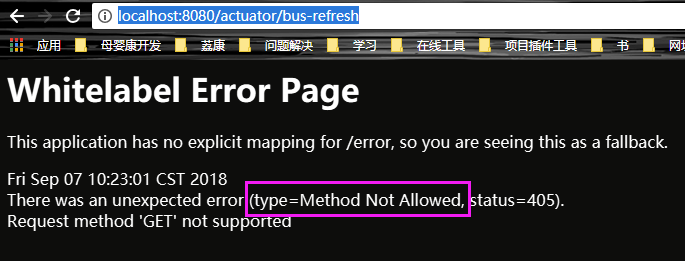 localhost:8080/actuator/bus-refresh
应用 母婴康开发 荔康 问题解决 学习 在线工具 项目插件工具 书
Whitelabel Error Page
This application has no explicit mapping for /error, so you are seeing this as a fallback.
Fri Sep 07 10:23:01 CST 2018
There was an unexpected error (type=Method Not Allowed, status=405).
Request method 'GET' not supported